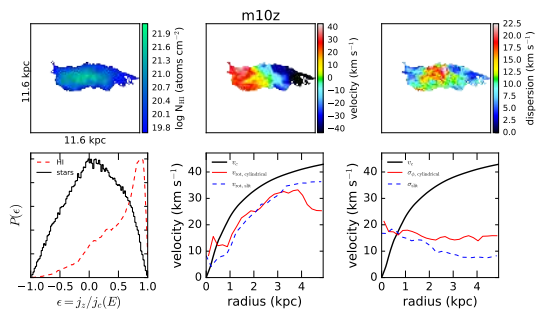 m10z
11.6 kpc
11.6 kpc
21.9
21.6
21.3
21.0
20.7
20.4
20.1
19.8
log N_HI (atoms cm⁻²)
40
30
20
10
0
−10
−20
−30
−40
velocity (km s⁻¹)
22.5
20.0
17.5
15.0
12.5
10.0
7.5
5.0
2.5
0.0
dispersion (km s⁻¹)
HI
stars
P(ϵ)
−1.0 −0.5 0.0 0.5 1.0
ϵ = j_z/j_c(E)
v_c
v_rot, cylindrical
v_rot, slit
velocity (km s⁻¹)
50
40
30
20
10
0
0 1 2 3 4
radius (kpc)
v_c
σ_ϕ, cylindrical
σ_slit
velocity (km s⁻¹)
50
40
30
20
10
0
0 1 2 3 4
radius (kpc)